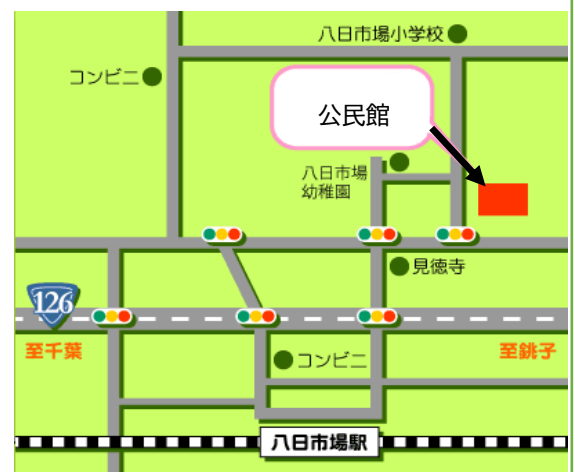 八日市場小学校
コンビニ
公民館
八日市場
幼稚園
見徳寺
126
至千葉
至銚子
コンビニ
八日市場駅